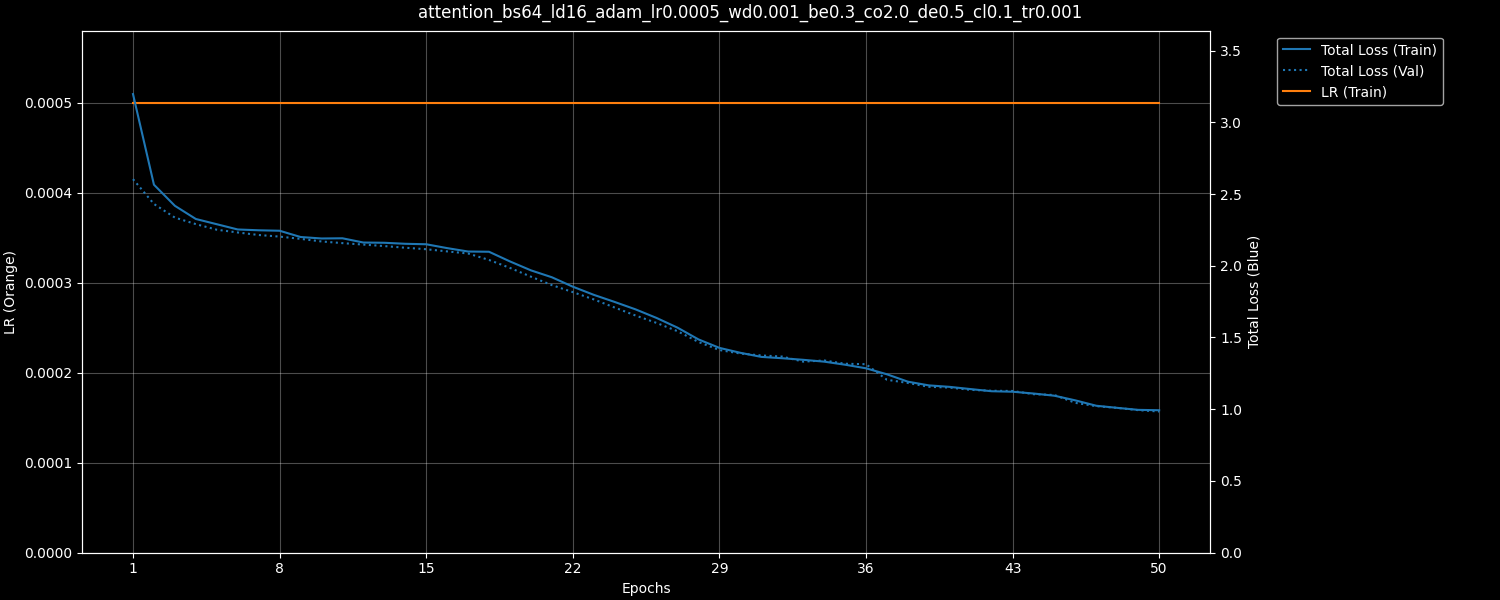 attention_bs64_ld16_adam_lr0.0005_wd0.001_be0.3_co2.0_de0.5_cl0.1_tr0.001
Total Loss (Train)
Total Loss (Val)
LR (Train)
LR (Orange)
0.0005
0.0004
0.0003
0.0002
0.0001
0.0000
3.5
3.0
2.5
2.0
1.5
1.0
0.5
0.0
Total Loss (Blue)
1 8 15 22 29 36 43 50
Epochs